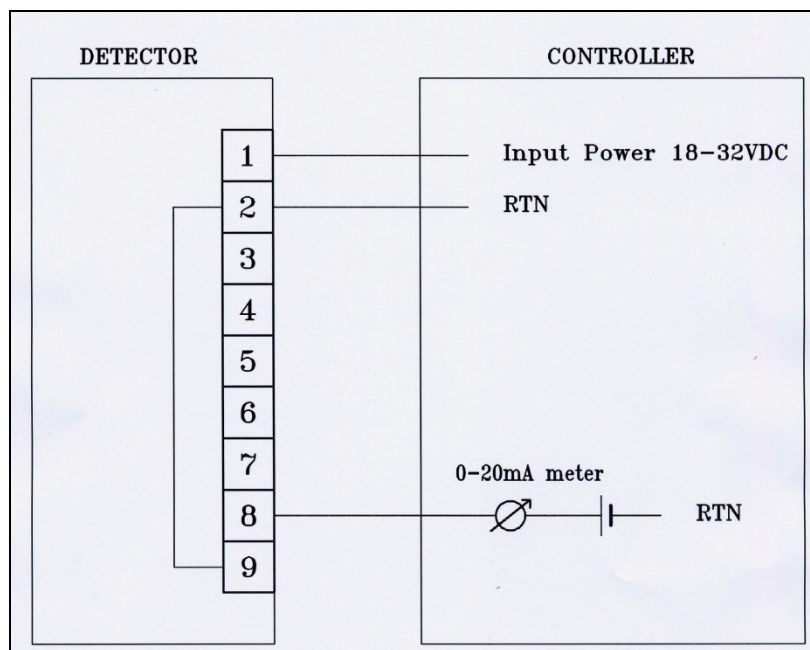 DETECTOR
CONTROLLER
1
Input Power 18-32VDC
2
RTN
3
4
5
6
7
0-20mA meter
8
RTN
9